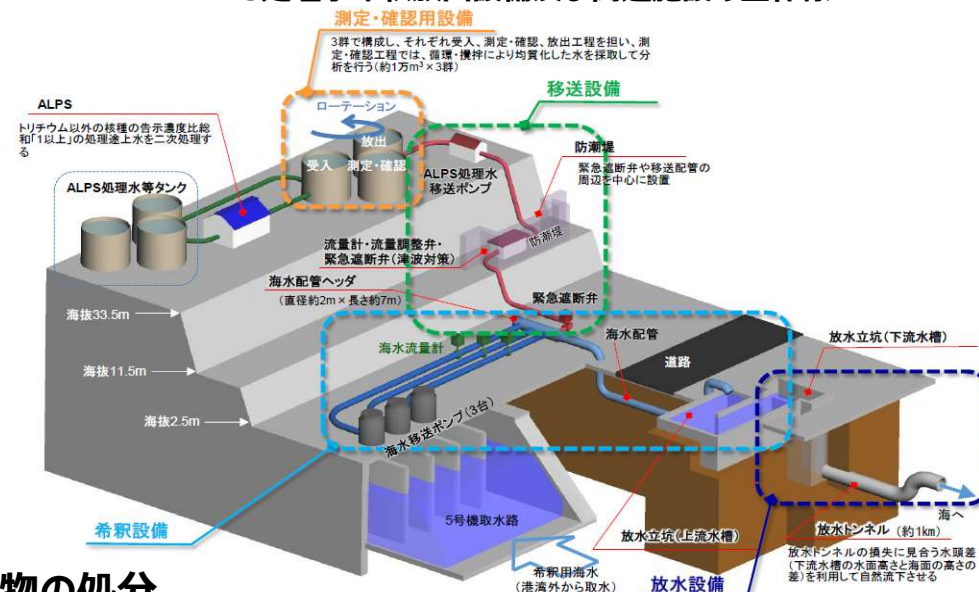 測定・確認用設備
3群で構成し、それぞれ受入、測定・確認、放出工程を担い、測
定・確認工程では、循環・攪拌により均質化した水を採取して分
析を行う(約1万m³×3群)
移送設備
ALPS
トリチウム以外の核種の告示濃度比総
和「1以上」の処理途上水を二次処理す
る
ローテーション
放出
受入
測定・確認
防潮堤
緊急遮断弁や移送配管の
周辺を中心に設置
ALPS処理水等タンク
ALPS処理水
移送ポンプ
防潮堤
流量計・流量調整弁・
緊急遮断弁(津波対策)
海水配管ヘッダ
(直径約2m×長さ約7m)
緊急遮断弁
海抜33.5m
海水流量計
海水配管
道路
放水立坑(下流水槽)
海抜11.5m
海抜2.5m
海水移送ポンプ(3台)
5号機取水路
希釈設備
放水立坑(上流水槽)
海へ
放水トンネル (約1km)
放水トンネルの損失に見合う水頭差
(下流水槽の水面高さと海面の高さの
差)を利用して自然流下させる
希釈用海水
(港湾外から取水)
放水設備
物の処分